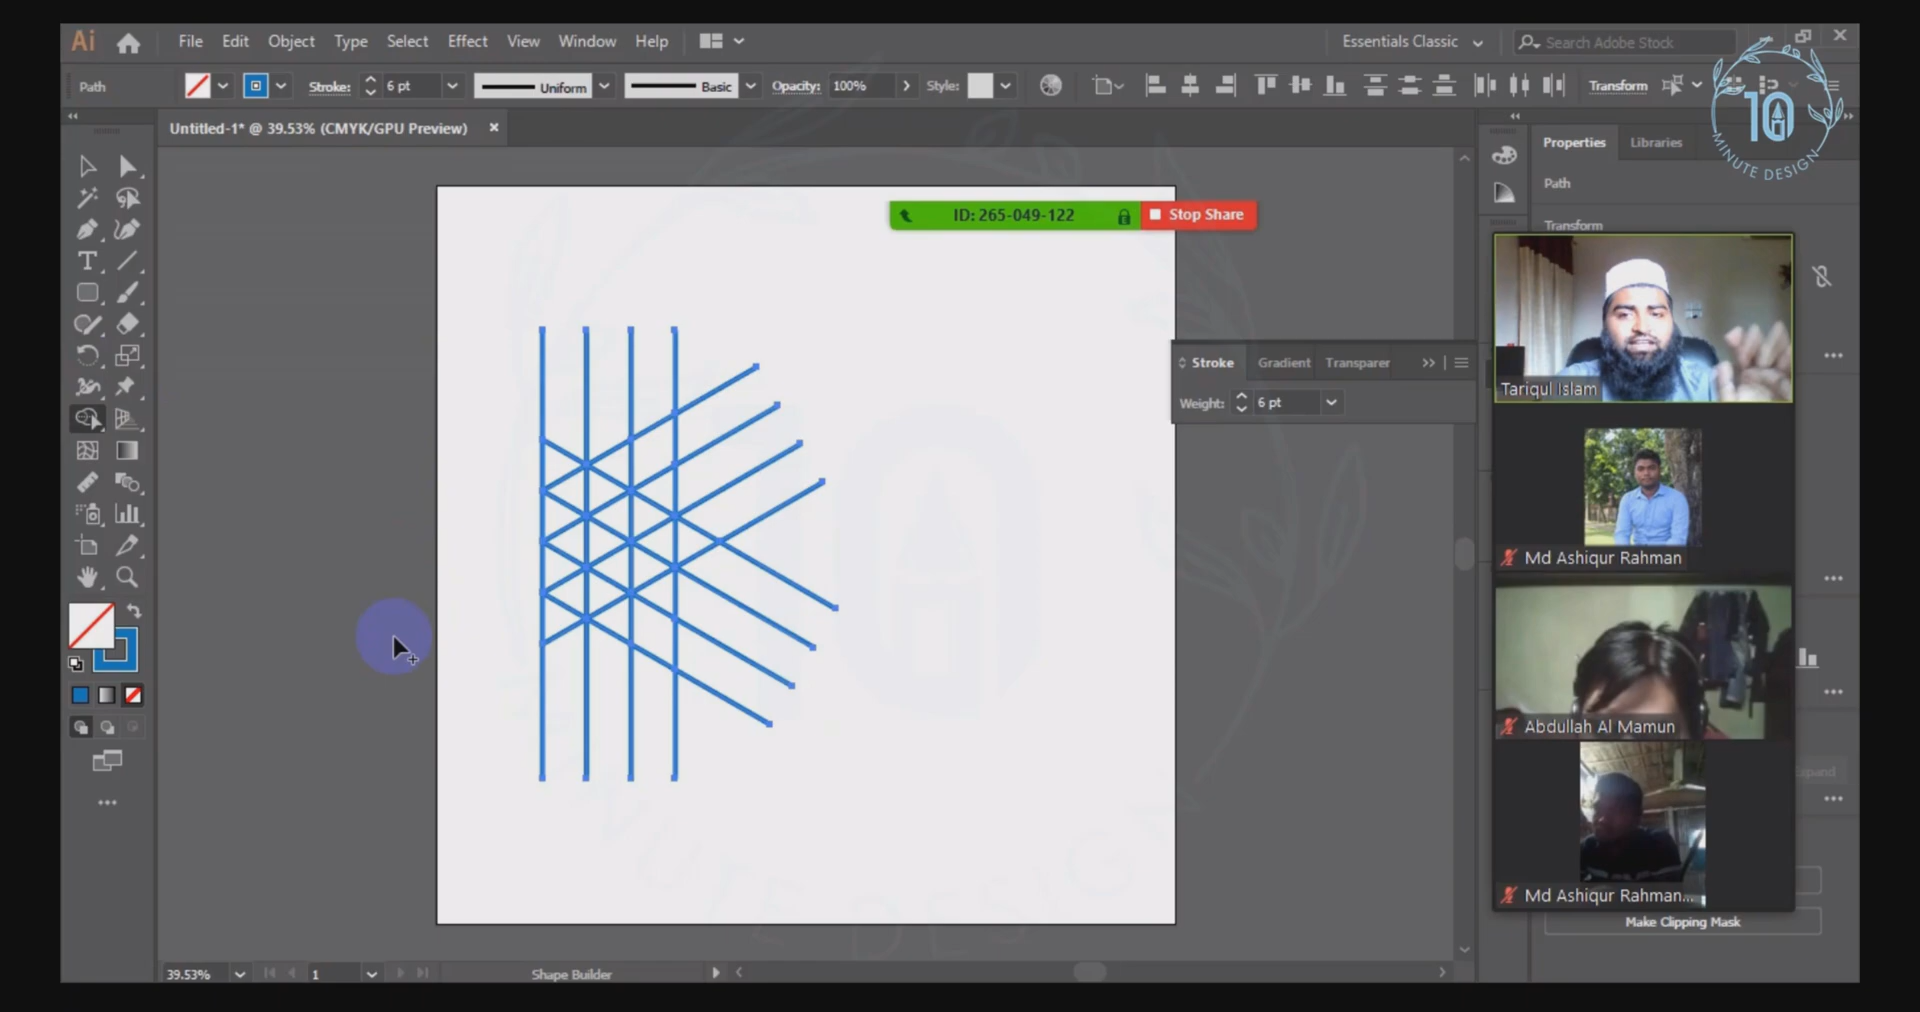 Ai File Edit Object Type Select Effect View Window Help Essentials Classic Search Adobe Stock
Path Stroke: 6 pt Uniform Basic Opacity: 100% Style: Transform
10
MINUTE DESIGN
Untitled-1* @ 39.53% (CMYK/GPU Preview) ×
Properties Libraries
Path
Transform
ID: 265-049-122 Stop Share
Stroke Gradient Transparer
Weight: 6 pt
Tariqul Islam
Md Ashiqur Rahman
Abdullah Al Mamun
Expand
Md Ashiqur Rahman...
Make Clipping Mask
39.53% 1 Shape Builder